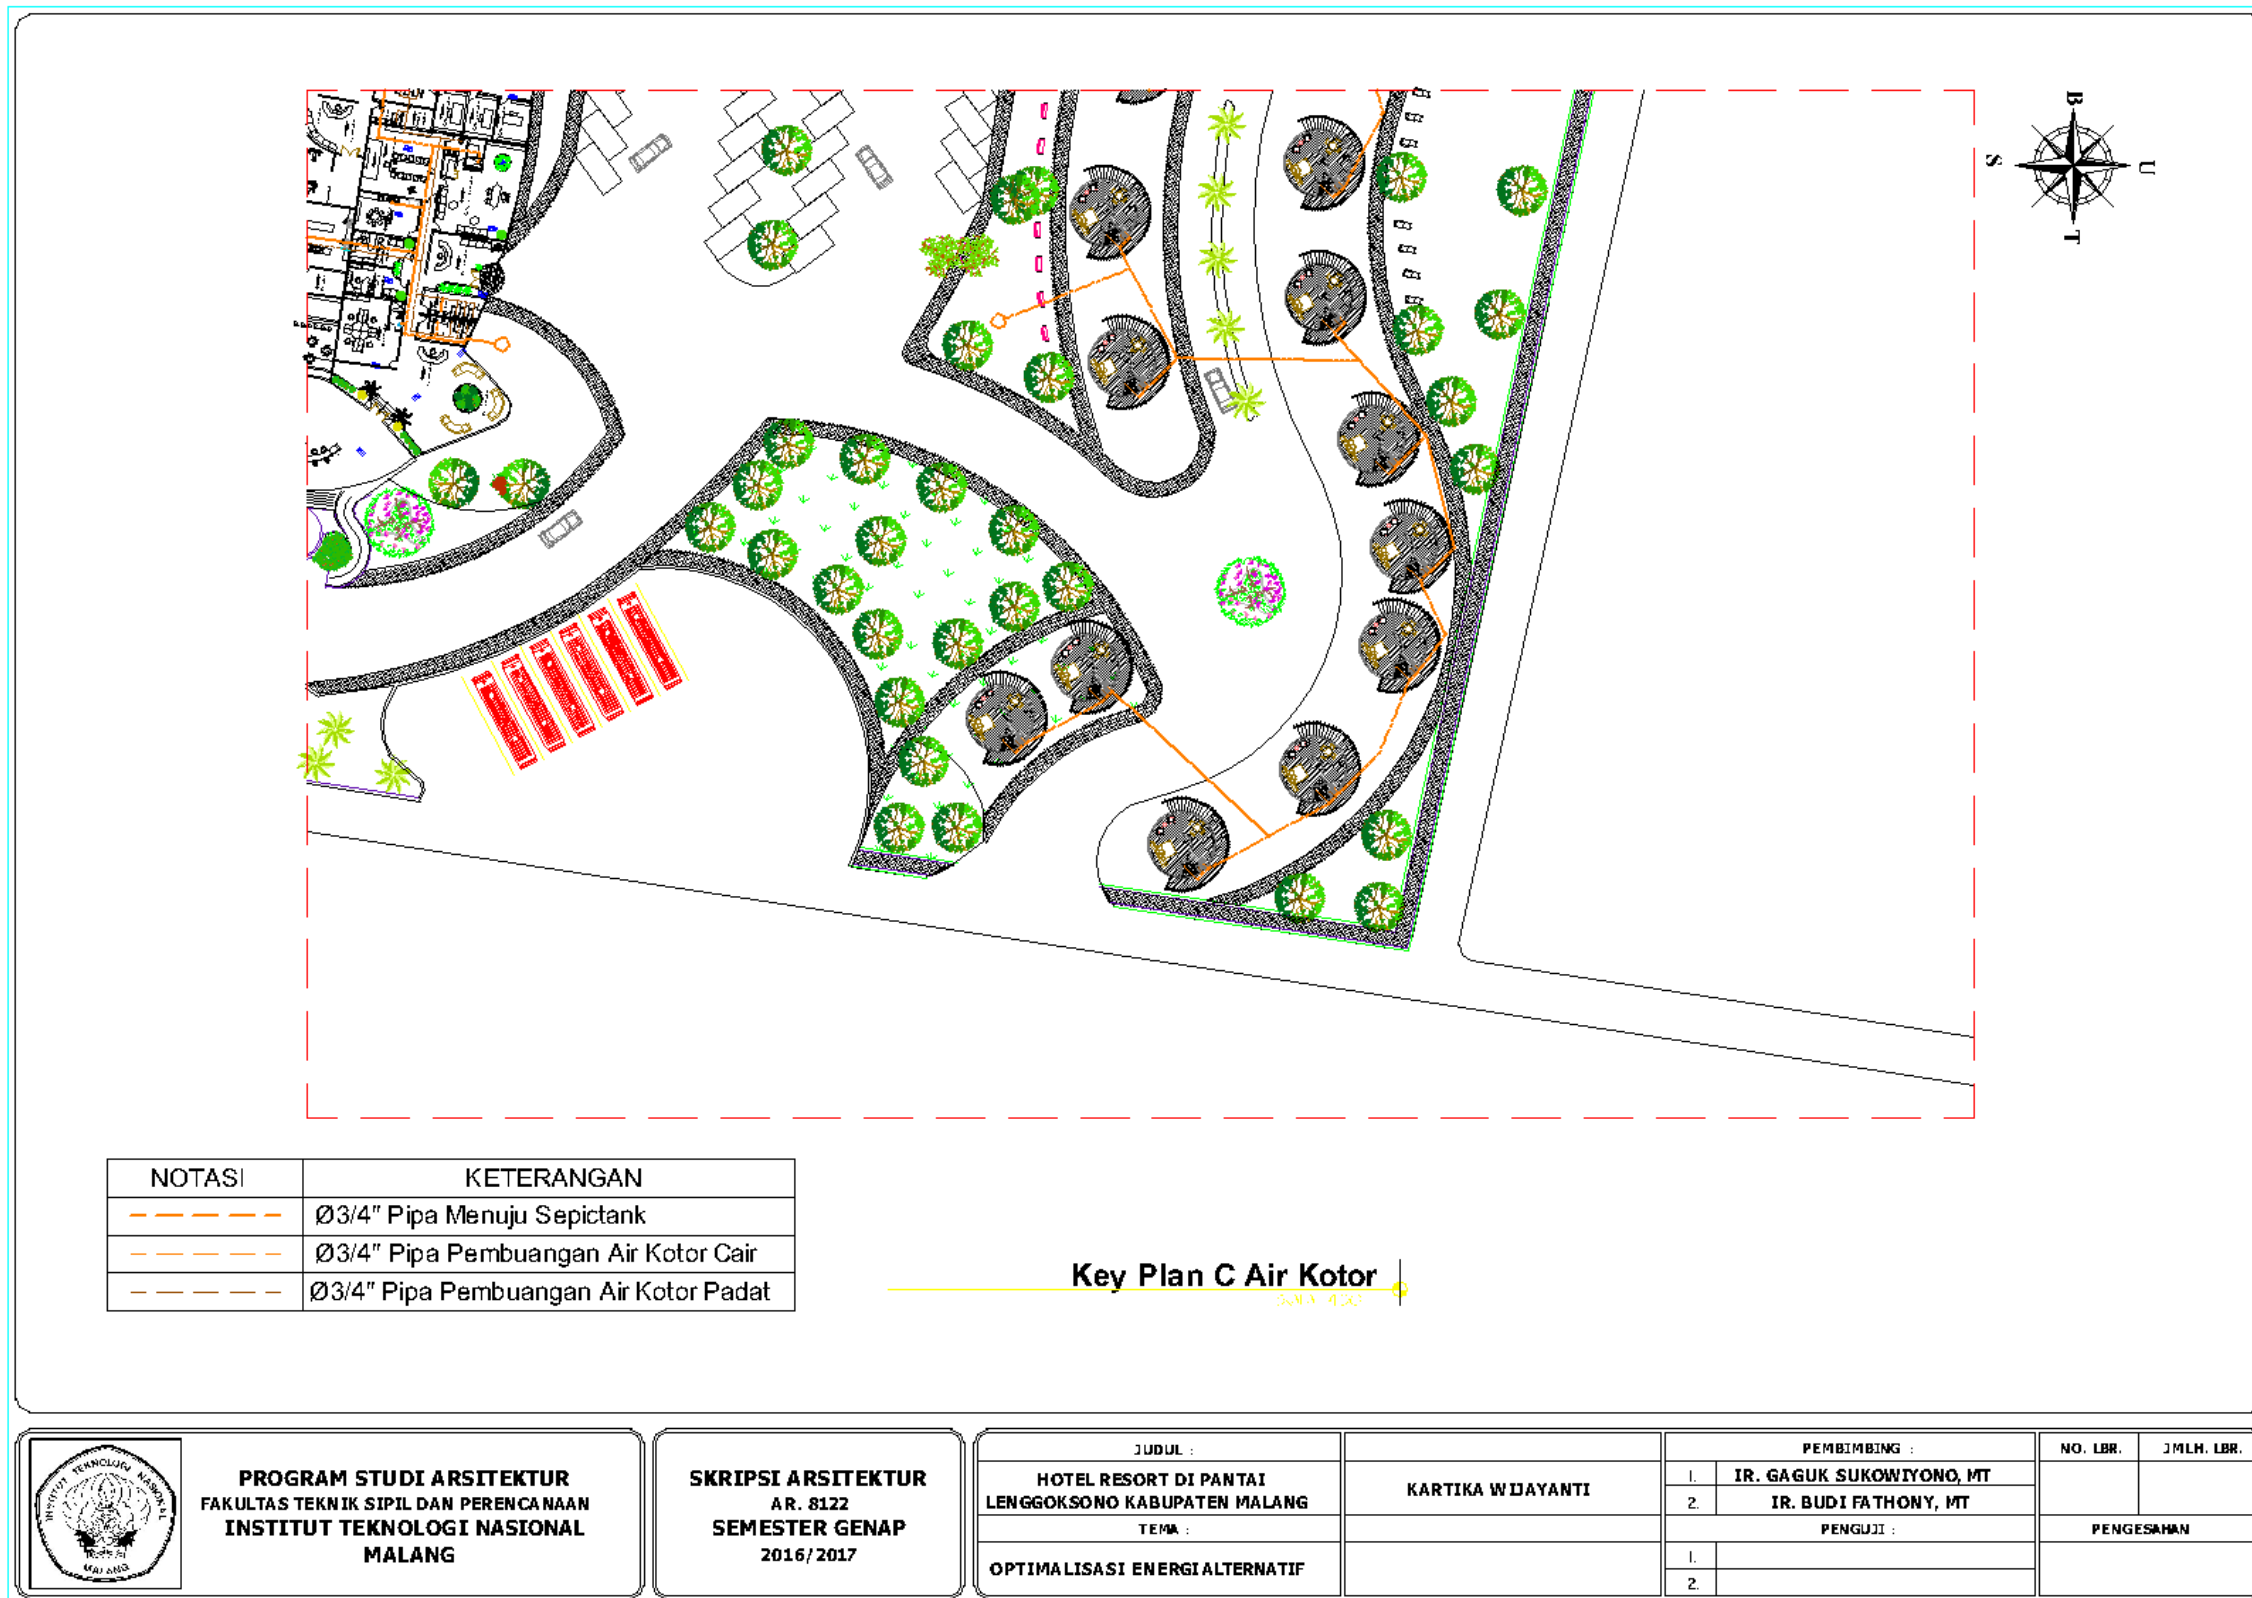 B
S
U
T
NOTASI KETERANGAN
Ø3/4" Pipa Menuju Sepictank
Ø3/4" Pipa Pembuangan Air Kotor Cair
Ø3/4" Pipa Pembuangan Air Kotor Padat
Key Plan C Air Kotor
INSTITUT TEKNOLOGI NASIONAL
MALANG
PROGRAM STUDI ARSITEKTUR
FAKULTAS TEKNIK SIPIL DAN PERENCANAAN
INSTITUT TEKNOLOGI NASIONAL
MALANG
SKRIPSI ARSITEKTUR
AR. 8122
SEMESTER GENAP
2016/2017
JUDUL :
HOTEL RESORT DI PANTAI
LENGGOKSONO KABUPATEN MALANG
TEMA :
OPTIMALISASI ENERGI ALTERNATIF
KARTIKA WIJAYANTI
PEMBIMBING :
1. IR. GAGUK SUKOWIYONO, MT
2. IR. BUDI FATHONY, MT
PENGUJI :
1.
2.
NO. LBR. JMLH. LBR.
PENGESAHAN